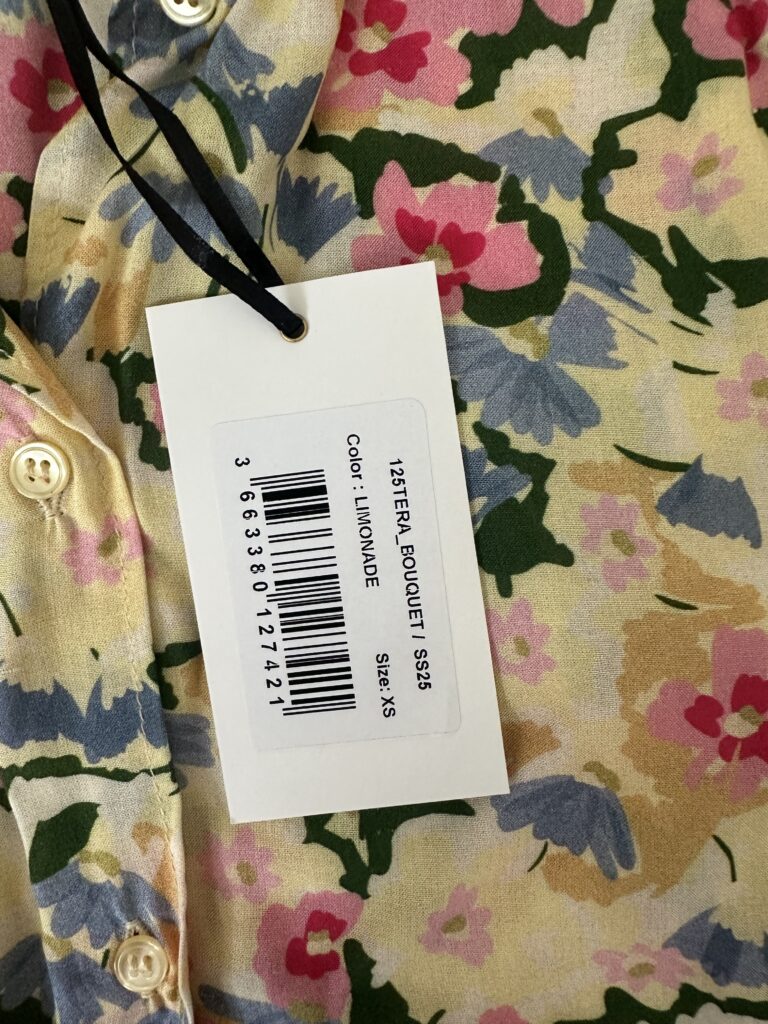 125TERA_BOUQUET / SS25
Color : LIMONADE
Size: XS
3 663380 127421